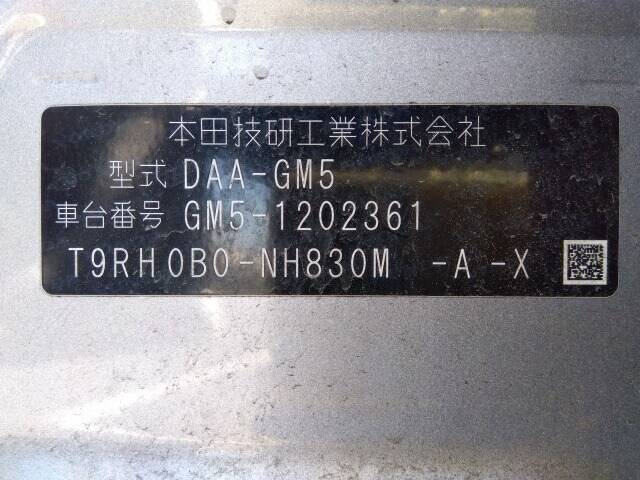 本田技研工業株式会社
型式 DAA-GM5
車台番号 GM5-1202361
T9RH0B0-NH830M -A -X